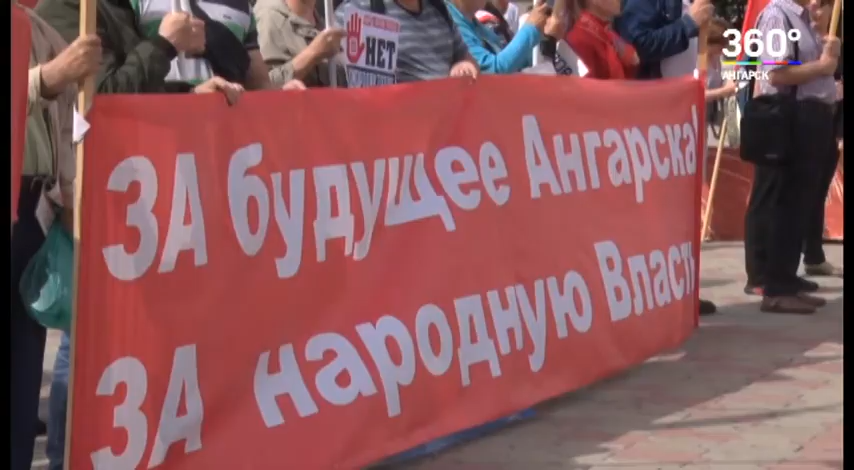 360°
АНГАРСК
НЕТ
ЗА будущее Ангарска!
ЗА народную Власть